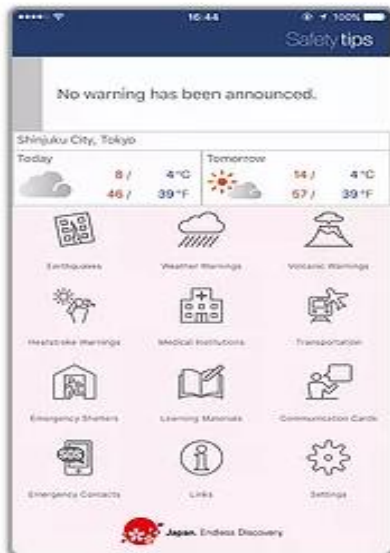 16:44
100%
Safety tips
No warning has been announced.
Shinjuku City, Tokyo
Today
Tomorrow
8 / 4°C
46 / 39°F
14 / 4°C
57 / 39°F
Earthquakes
Weather Warnings
Volcanic Warnings
Heatstroke Warnings
Medical Institutions
Transportation
Emergency Shelters
Learning Materials
Communication Cards
SOS
Emergency Contacts
Links
Settings
Japan. Endless Discovery